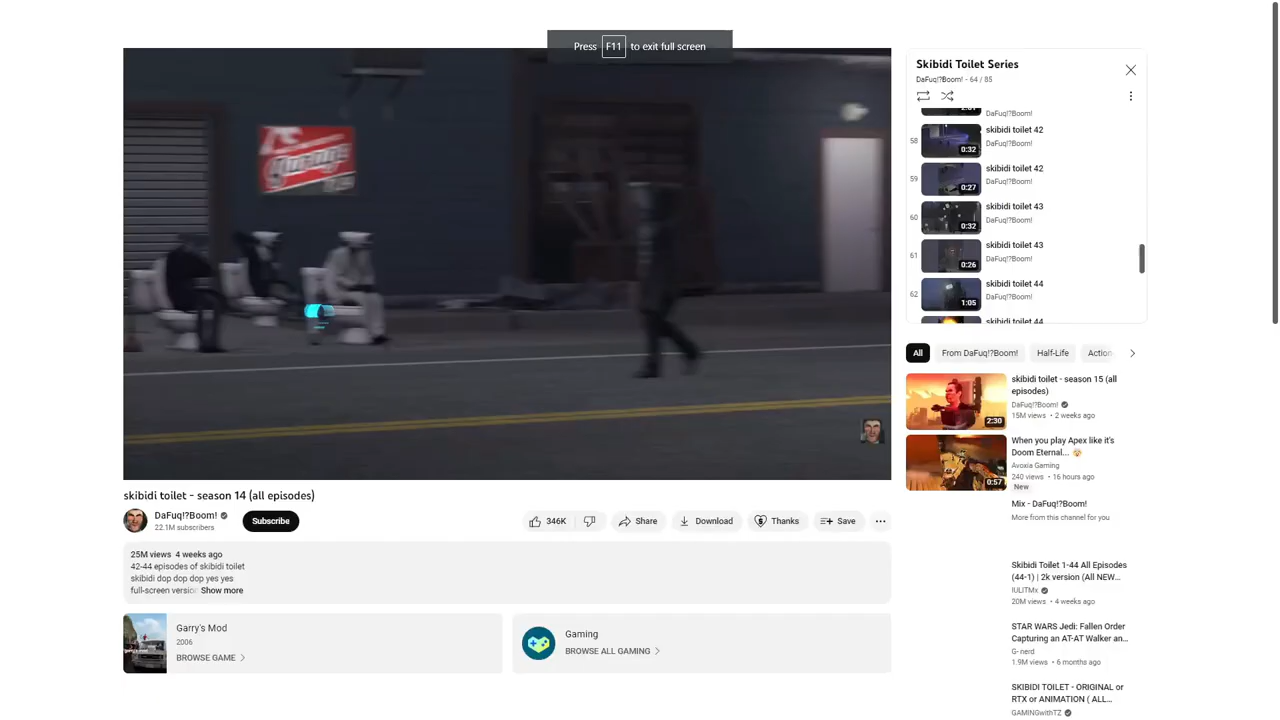 Press F11 to exit full screen
Garage
skibidi toilet - season 14 (all episodes)
DaFuq!?Boom!
22.1M subscribers
Subscribe
346K
Share
Download
Thanks
Save
25M views 4 weeks ago
42-44 episodes of skibidi toilet
skibidi dop dop dop yes yes
full-screen versio Show more
Garry's Mod
2006
BROWSE GAME
Gaming
BROWSE ALL GAMING
Skibidi Toilet Series
DaFuq!?Boom! - 64 / 85
DaFuq!?Boom!
58
0:32
skibidi toilet 42
DaFuq!?Boom!
59
0:27
skibidi toilet 42
DaFuq!?Boom!
60
0:32
skibidi toilet 43
DaFuq!?Boom!
61
0:26
skibidi toilet 43
DaFuq!?Boom!
62
1:05
skibidi toilet 44
DaFuq!?Boom!
skibidi toilet 44
All
From DaFuq!?Boom!
Half-Life
Action
2:30
skibidi toilet - season 15 (all
episodes)
DaFuq!?Boom!
15M views • 2 weeks ago
0:57
When you play Apex like it's
Doom Eternal... 🤯
Avoxia Gaming
240 views • 16 hours ago
New
Mix - DaFuq!?Boom!
More from this channel for you
Skibidi Toilet 1-44 All Episodes
(44-1) | 2k version (All NEW...
IULITMx
20M views • 2 months ago
STAR WARS Jedi: Fallen Order
Capturing an AT-AT Walker an...
G- nerd
1.9M views • 6 months ago
SKIBIDI TOILET - ORIGINAL or
RTX or ANIMATION ( ALL...
GAMINGwithTZ